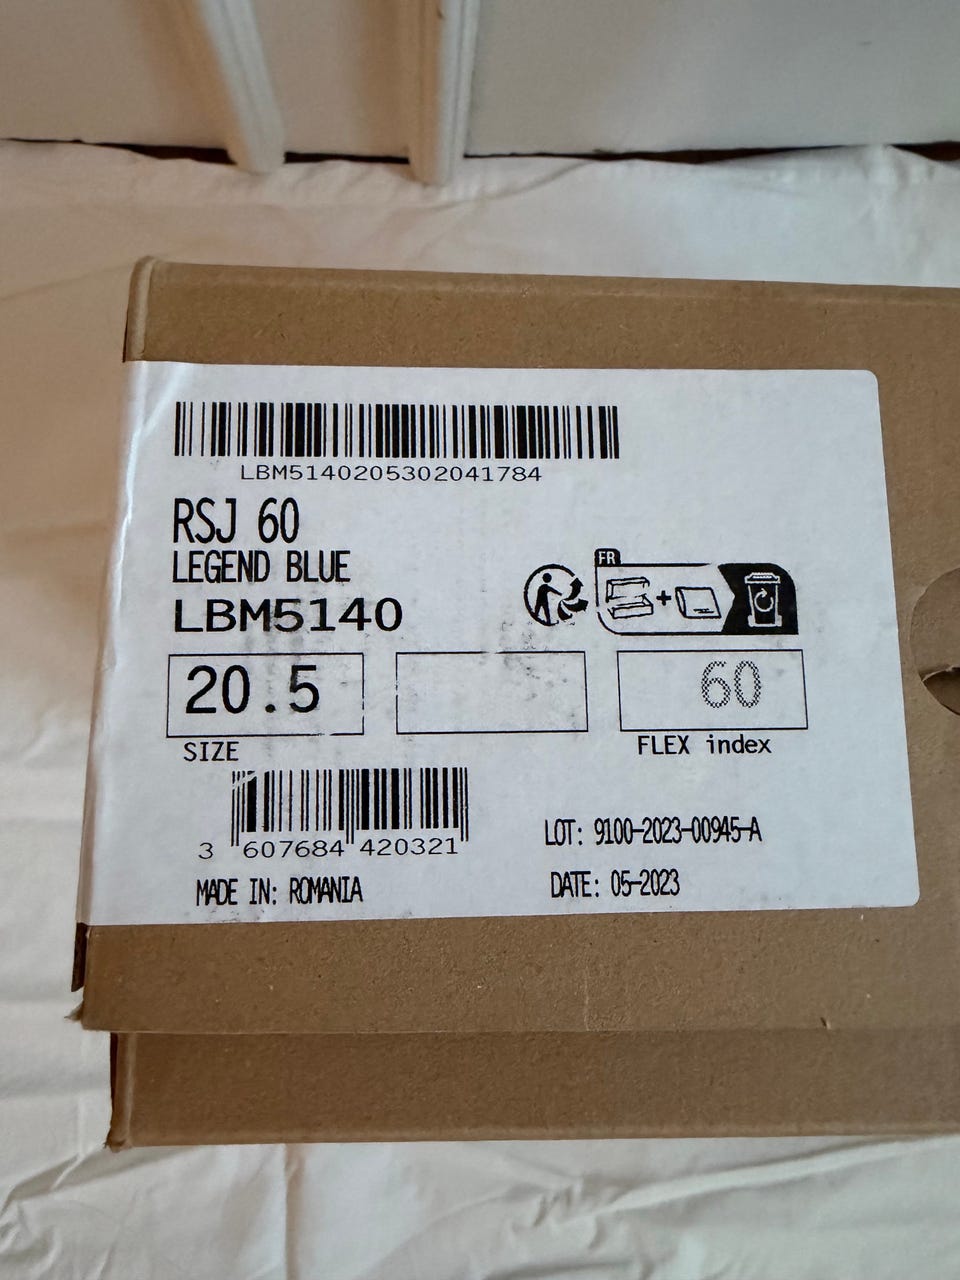 LBM5140205302041784
RSJ 60
LEGEND BLUE
LBM5140
FR
20.5
60
SIZE
FLEX index
3 607684 420321
LOT: 9100-2023-00945-A
MADE IN: ROMANIA
DATE: 05-2023